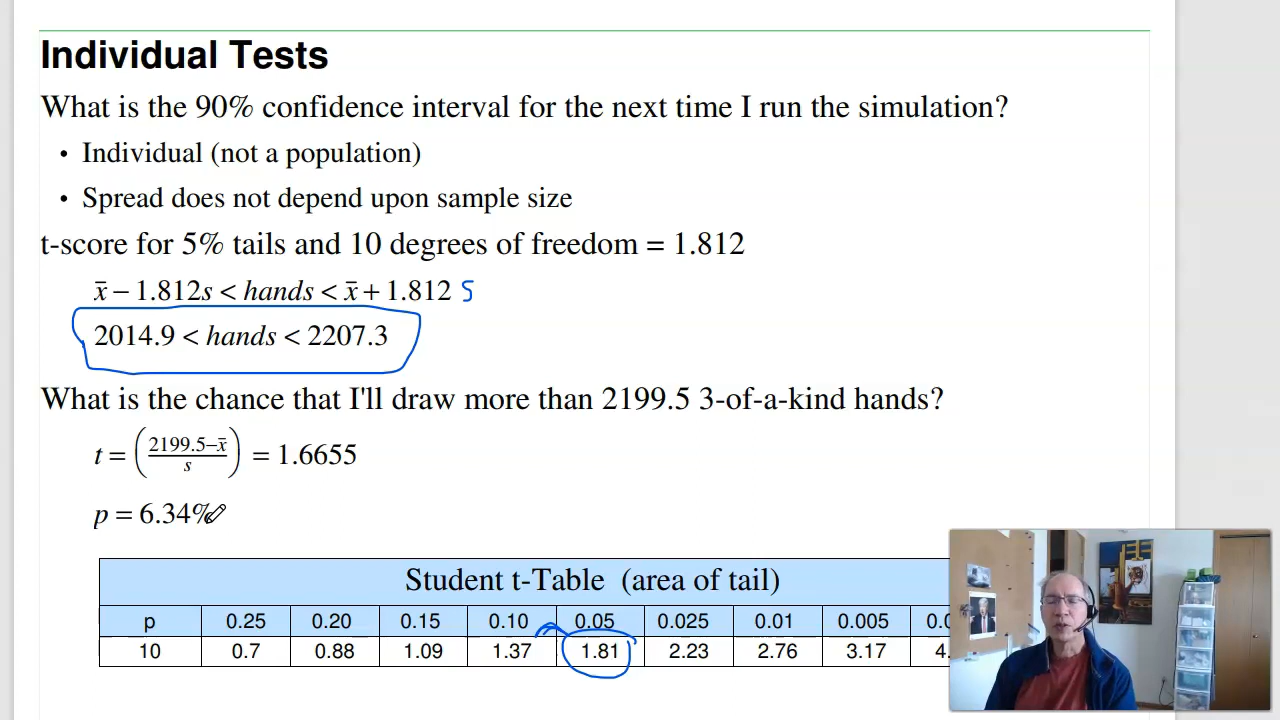 Individual Tests
What is the 90% confidence interval for the next time I run the simulation?
• Individual (not a population)
• Spread does not depend upon sample size
t-score for 5% tails and 10 degrees of freedom = 1.812
x̄ − 1.812s < hands < x̄ + 1.812 s
2014.9 < hands < 2207.3
What is the chance that I'll draw more than 2199.5 3-of-a-kind hands?
t = ( (2199.5−x̄) / s ) = 1.6655
p = 6.34%
Student t-Table (area of tail)
p 0.25 0.20 0.15 0.10 0.05 0.025 0.01 0.005
10 0.7 0.88 1.09 1.37 1.81 2.23 2.76 3.17